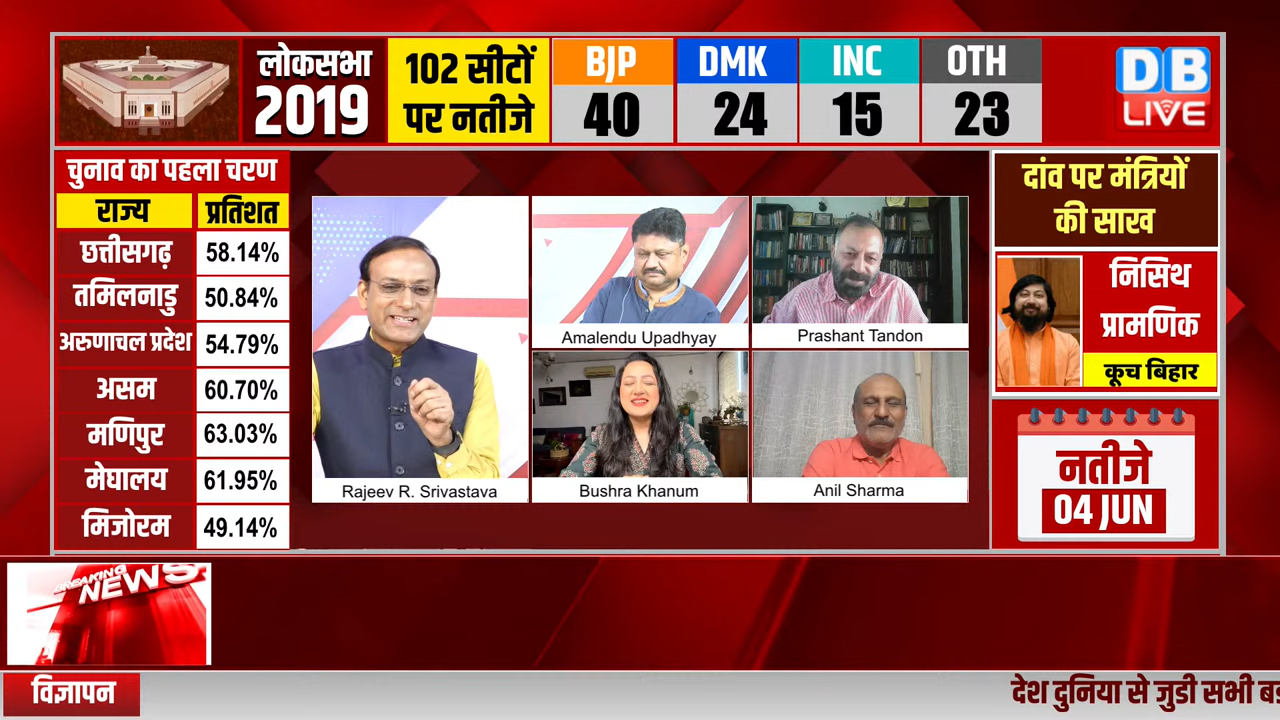 लोकसभा
2019
102 सीटों
पर नतीजे
BJP
40
DMK
24
INC
15
OTH
23
DB
LIVE
चुनाव का पहला चरण
राज्य प्रतिशत
छत्तीसगढ़ 58.14%
तमिलनाडु 50.84%
अरुणाचल प्रदेश 54.79%
असम 60.70%
मणिपुर 63.03%
मेघालय 61.95%
मिजोरम 49.14%
Amalendu Upadhyay
Prashant Tandon
Rajeev R. Srivastava
Bushra Khanum
Anil Sharma
दांव पर मंत्रियों
की साख
निसिथ
प्रामणिक
कूच बिहार
नतीजे
04 JUN
BREAKING
NEWS
विज्ञापन
देश दुनिया से जुडी सभी